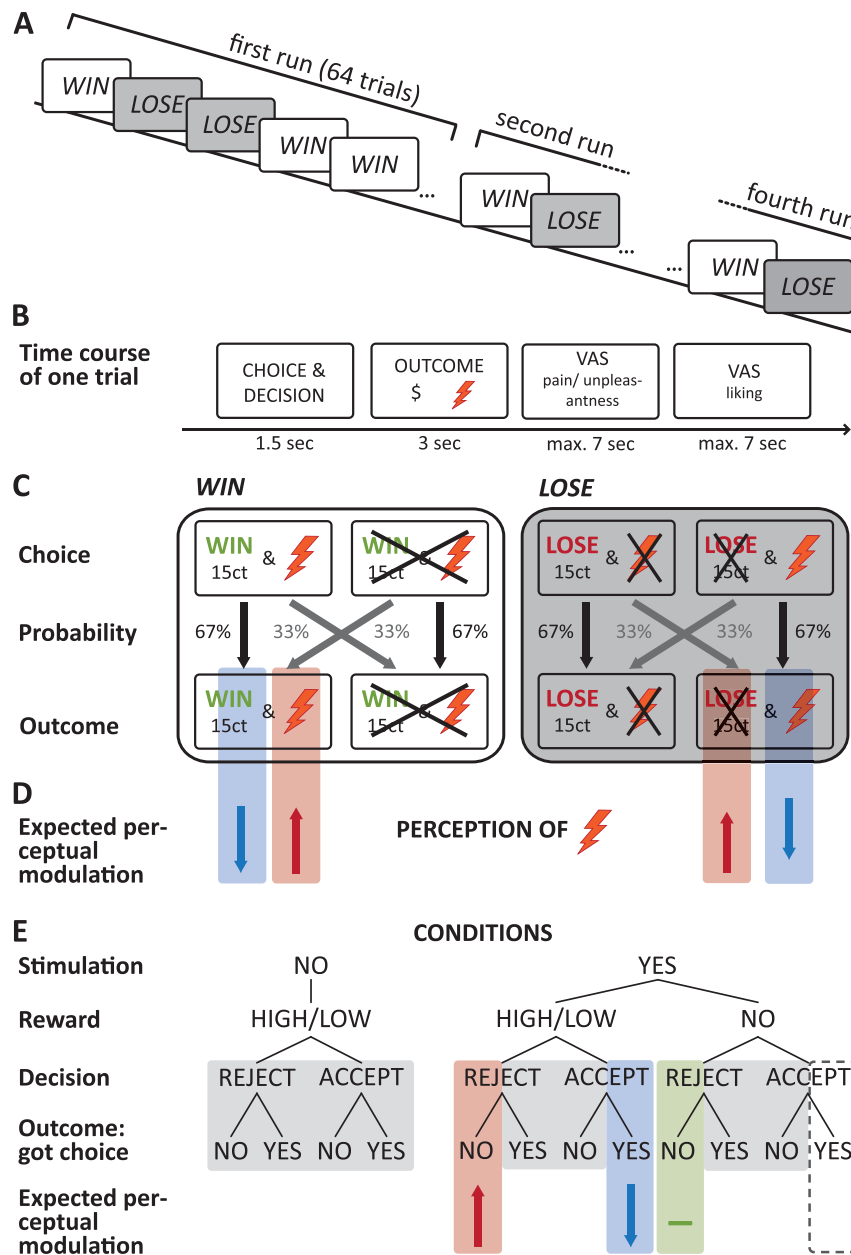 A
first run (64 trials)
second run
fourth run
WIN
LOSE
LOSE
WIN
WIN
...
WIN
LOSE
...
...
WIN
LOSE
B
Time course
of one trial
CHOICE &
DECISION
OUTCOME
$
VAS
pain/ unpleas-
antness
VAS
liking
1.5 sec
3 sec
max. 7 sec
max. 7 sec
C
WIN
LOSE
Choice
WIN
15ct
&
WIN
15ct
&
LOSE
15ct
&
LOSE
15ct
&
Probability
67%
33%
33%
67%
67%
33%
33%
67%
Outcome
WIN
15ct
&
WIN
15ct
&
LOSE
15ct
&
LOSE
15ct
&
D
Expected per-
ceptual
modulation
PERCEPTION OF
E
CONDITIONS
Stimulation
NO
YES
Reward
HIGH/LOW
HIGH/LOW
NO
Decision
REJECT ACCEPT
REJECT ACCEPT
REJECT ACCEPT
Outcome:
got choice
NO YES NO YES
NO YES NO YES
NO YES NO YES
Expected per-
ceptual
modulation